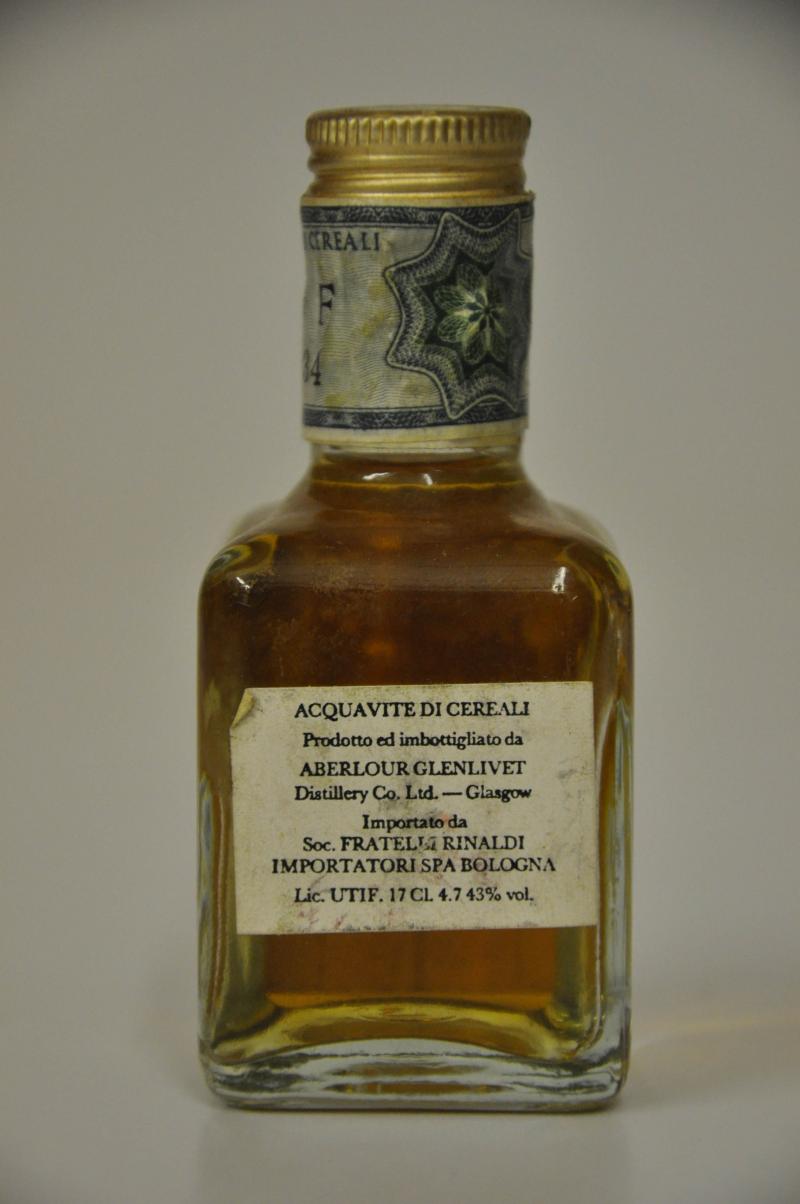 CEREALI
F
34
ACQUAVITE DI CEREALI
Prodotto ed imbottigliato da
ABERLOUR GLENLIVET
Distillery Co. Ltd. — Glasgow
Importato da
Soc. FRATELLI RINALDI
IMPORTATORI SPA BOLOGNA
Lic. UTIF. 17 CL 4.7 43% vol.